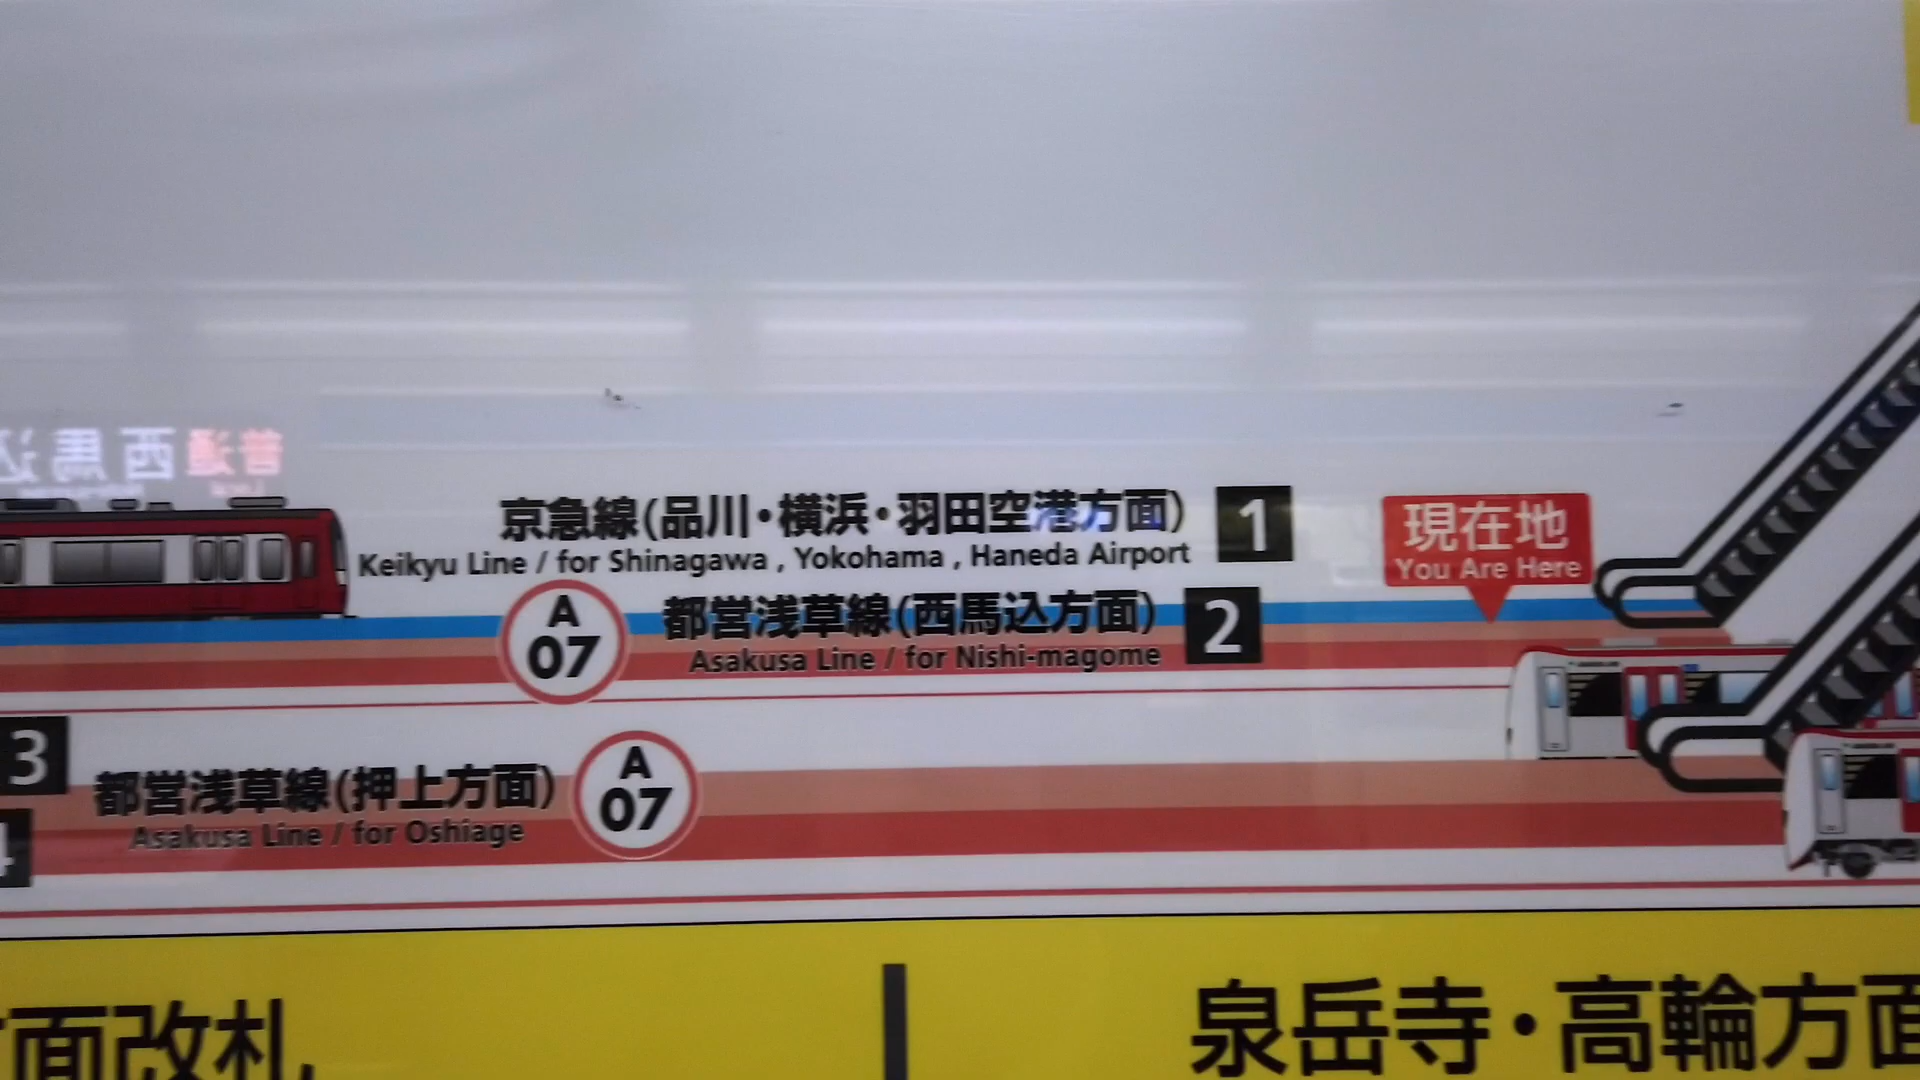 普通 西馬込
京急線(品川・横浜・羽田空港方面) 1
Keikyu Line / for Shinagawa , Yokohama , Haneda Airport
現在地
You Are Here
A
07
都営浅草線(西馬込方面) 2
Asakusa Line / for Nishi-magome
3
都営浅草線(押上方面)
Asakusa Line / for Oshiage
A
07
4
面改札
泉岳寺・高輪方面